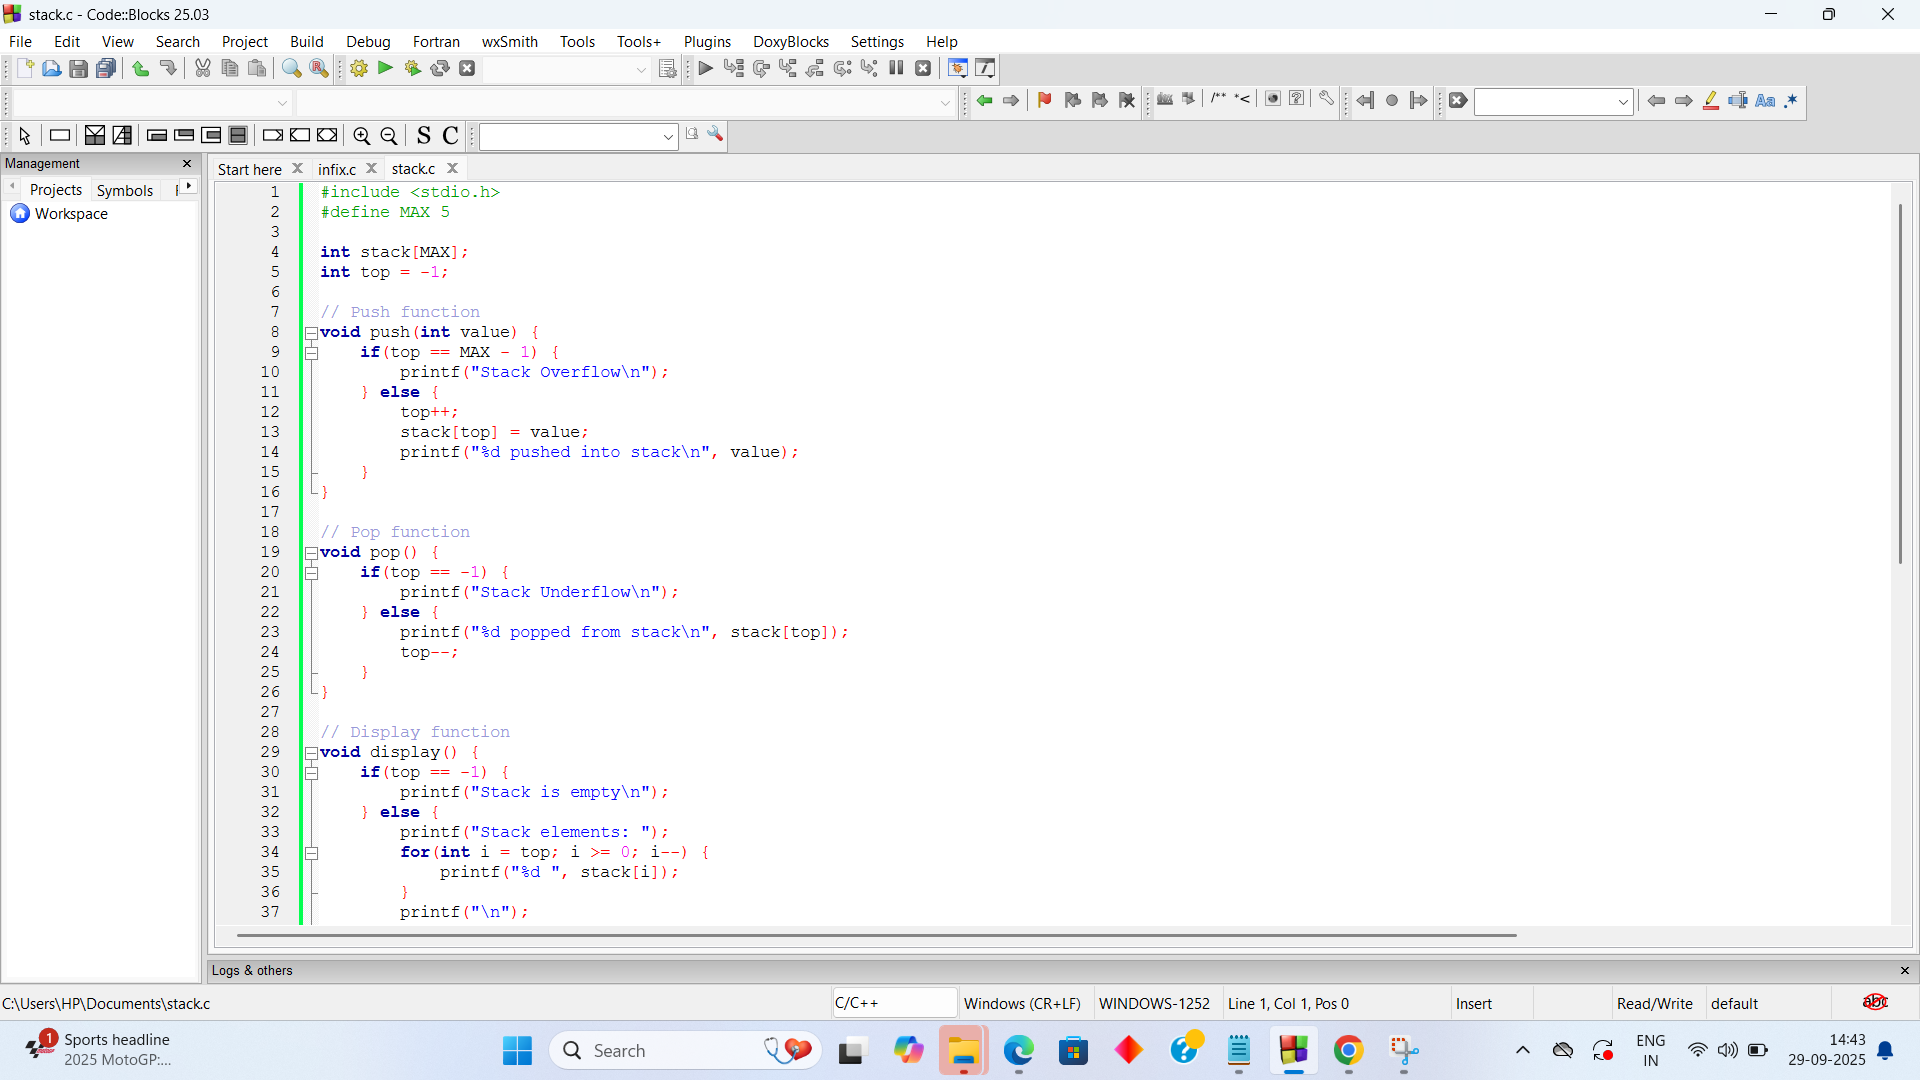 stack.c - Code::Blocks 25.03
File Edit View Search Project Build Debug Fortran wxSmith Tools Tools+ Plugins DoxyBlocks Settings Help
/** *<
Aa .*
S C
Management
Projects Symbols
Workspace
Start here infix.c stack.c
1 #include <stdio.h>
2 #define MAX 5
3
4 int stack[MAX];
5 int top = -1;
6
7 // Push function
8 void push(int value) {
9     if(top == MAX - 1) {
10         printf("Stack Overflow\n");
11     } else {
12         top++;
13         stack[top] = value;
14         printf("%d pushed into stack\n", value);
15     }
16 }
17
18 // Pop function
19 void pop() {
20     if(top == -1) {
21         printf("Stack Underflow\n");
22     } else {
23         printf("%d popped from stack\n", stack[top]);
24         top--;
25     }
26 }
27
28 // Display function
29 void display() {
30     if(top == -1) {
31         printf("Stack is empty\n");
32     } else {
33         printf("Stack elements: ");
34         for(int i = top; i >= 0; i--) {
35             printf("%d ", stack[i]);
36         }
37         printf("\n");
Logs & others
C:\Users\HP\Documents\stack.c C/C++ Windows (CR+LF) WINDOWS-1252 Line 1, Col 1, Pos 0 Insert Read/Write default abc
1 Sports headline
2025 MotoGP:...
Search
ENG
IN
14:43
29-09-2025